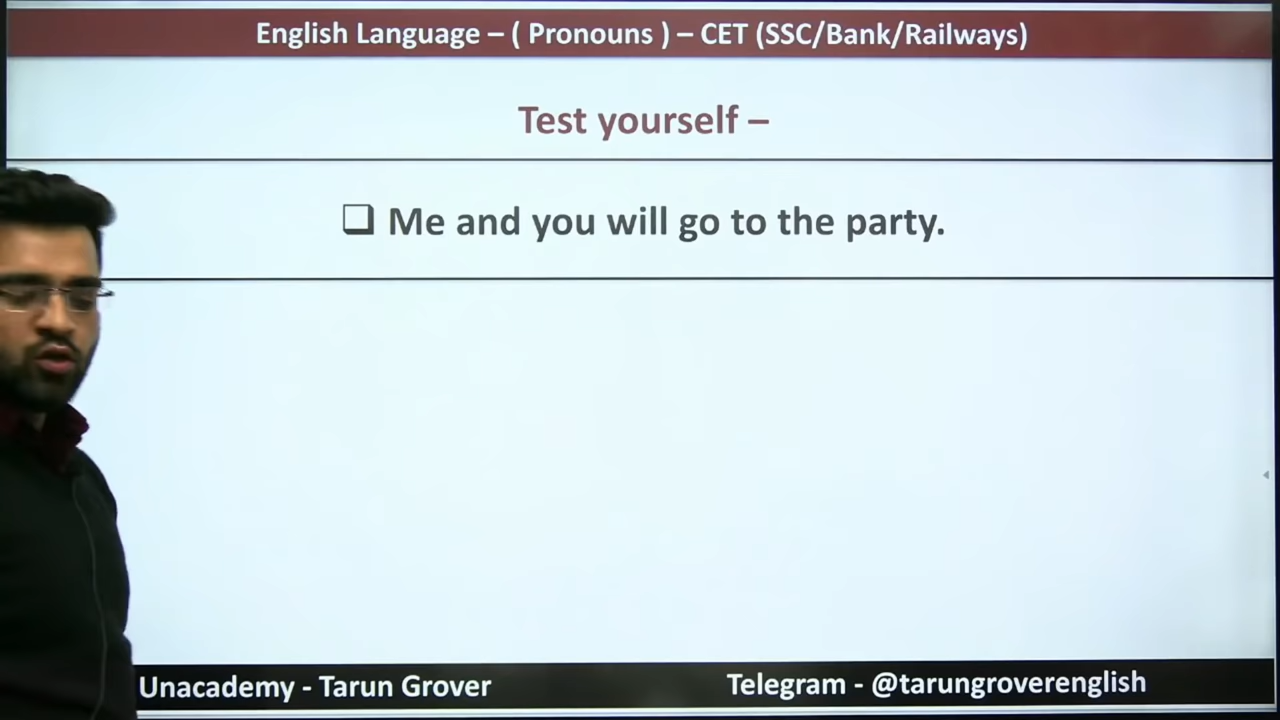 English Language – ( Pronouns ) – CET (SSC/Bank/Railways)
Test yourself –
❑ Me and you will go to the party.
Unacademy - Tarun Grover
Telegram - @tarungroverenglish